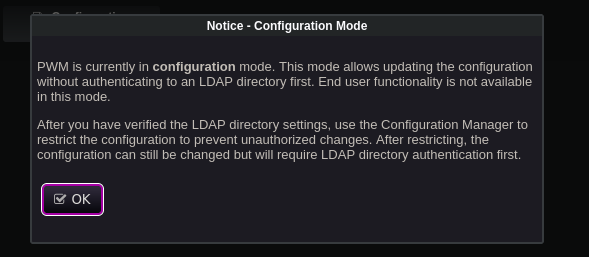 Notice - Configuration Mode
PWM is currently in configuration mode. This mode allows updating the configuration
without authenticating to an LDAP directory first. End user functionality is not available
in this mode.
After you have verified the LDAP directory settings, use the Configuration Manager to
restrict the configuration to prevent unauthorized changes. After restricting, the
configuration can still be changed but will require LDAP directory authentication first.
OK